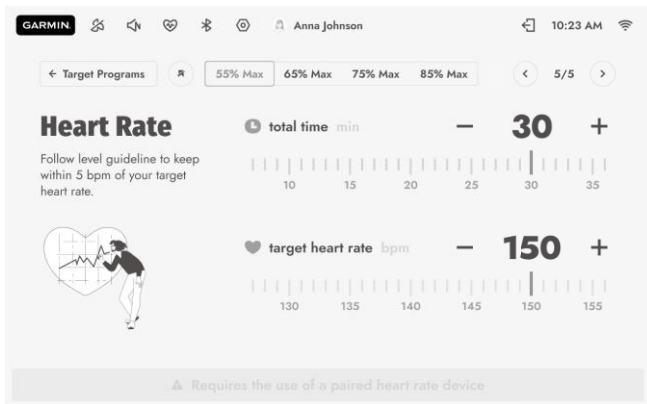 GARMIN. Anna Johnson 10:23 AM
← Target Programs 55% Max 65% Max 75% Max 85% Max < 5/5 >
Heart Rate
Follow level guideline to keep
within 5 bpm of your target
heart rate.
total time min − 30 +
10 15 20 25 30 35
target heart rate bpm − 150 +
130 135 140 145 150 155
Requires the use of a paired heart rate device